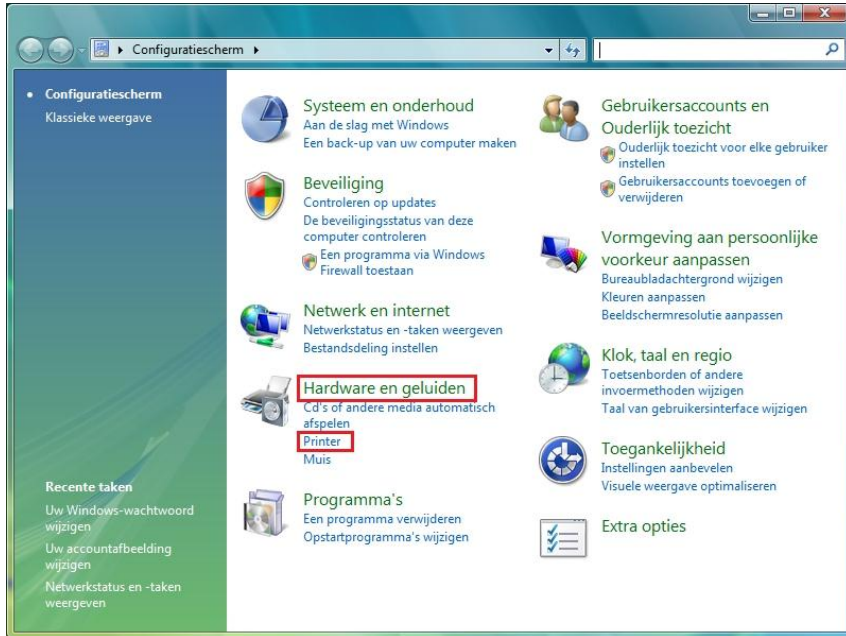 Configuratiescherm
Configuratiescherm
Klassieke weergave
Systeem en onderhoud
Aan de slag met Windows
Een back-up van uw computer maken
Beveiliging
Controleren op updates
De beveiligingsstatus van deze
computer controleren
Een programma via Windows
Firewall toestaan
Netwerk en internet
Netwerkstatus en -taken weergeven
Bestandsdeling instellen
Hardware en geluiden
Cd's of andere media automatisch
afspelen
Printer
Muis
Programma's
Een programma verwijderen
Opstartprogramma's wijzigen
Gebruikersaccounts en
Ouderlijk toezicht
Ouderlijk toezicht voor elke gebruiker
instellen
Gebruikersaccounts toevoegen of
verwijderen
Vormgeving aan persoonlijke
voorkeur aanpassen
Bureaubladachtergrond wijzigen
Kleuren aanpassen
Beeldschermresolutie aanpassen
Klok, taal en regio
Toetsenborden of andere
invoermethoden wijzigen
Taal van gebruikersinterface wijzigen
Toegankelijkheid
Instellingen aanbevelen
Visuele weergave optimaliseren
Extra opties
Recente taken
Uw Windows-wachtwoord
wijzigen
Uw accountafbeelding
wijzigen
Netwerkstatus en -taken
weergeven